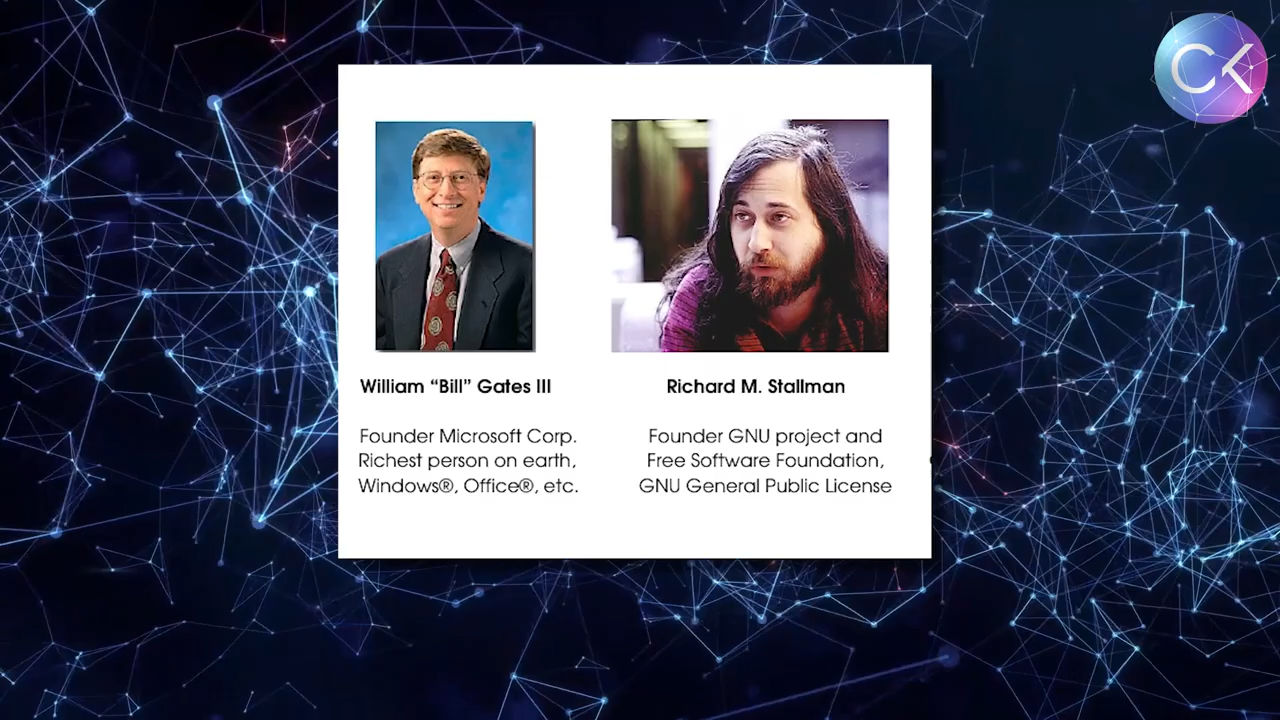 CK
William “Bill” Gates III
Founder Microsoft Corp.
Richest person on earth,
Windows®, Office®, etc.
Richard M. Stallman
Founder GNU project and
Free Software Foundation,
GNU General Public License